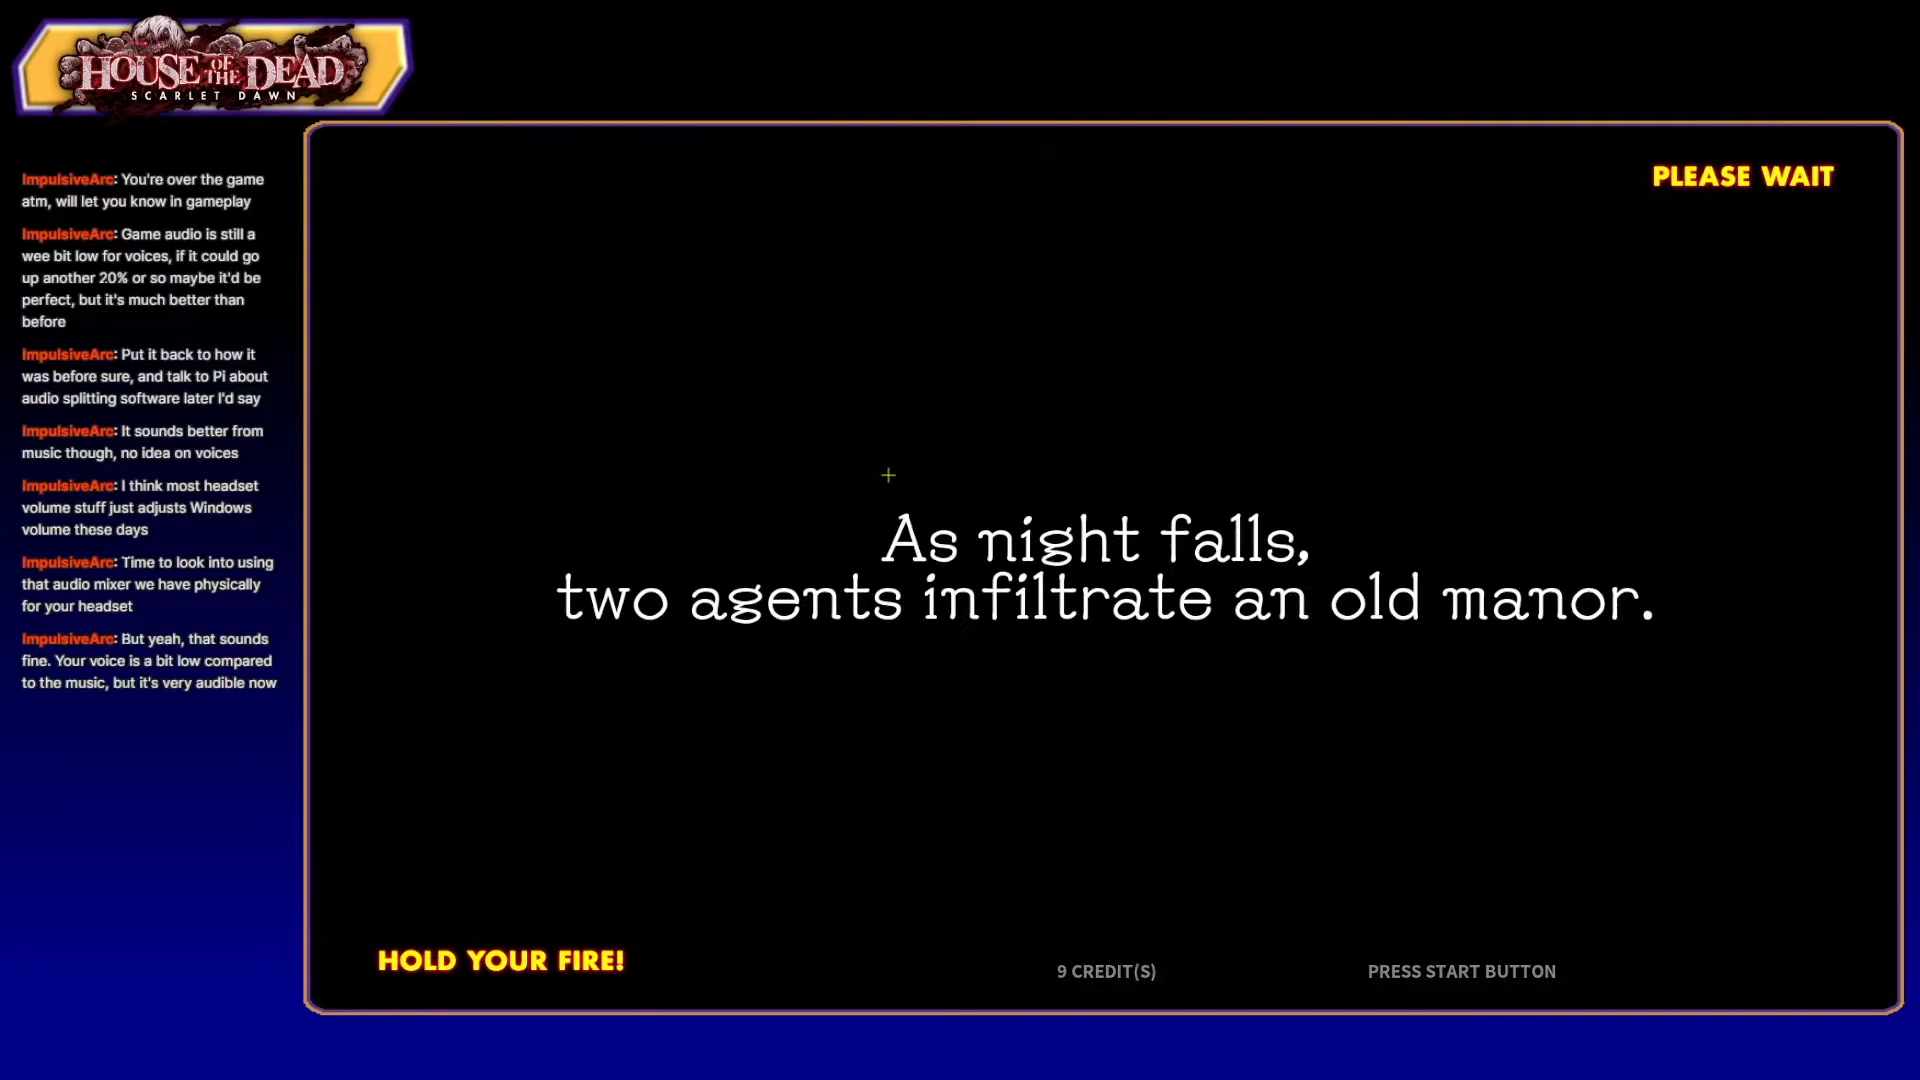 HOUSE OF THE DEAD
SCARLET DAWN
ImpulsiveArc: You're over the game
atm, will let you know in gameplay
ImpulsiveArc: Game audio is still a
wee bit low for voices, if it could go
up another 20% or so maybe it'd be
perfect, but it's much better than
before
ImpulsiveArc: Put it back to how it
was before sure, and talk to Pi about
audio splitting software later I'd say
ImpulsiveArc: It sounds better from
music though, no idea on voices
ImpulsiveArc: I think most headset
volume stuff just adjusts Windows
volume these days
ImpulsiveArc: Time to look into using
that audio mixer we have physically
for your headset
ImpulsiveArc: But yeah, that sounds
fine. Your voice is a bit low compared
to the music, but it's very audible now
PLEASE WAIT
As night falls,
two agents infiltrate an old manor.
HOLD YOUR FIRE!
9 CREDIT(S)
PRESS START BUTTON